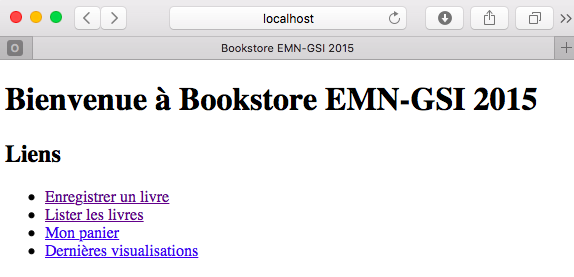 localhost
O
Bookstore EMN-GSI 2015
Bienvenue à Bookstore EMN-GSI 2015
Liens
Enregistrer un livre
Lister les livres
Mon panier
Dernières visualisations